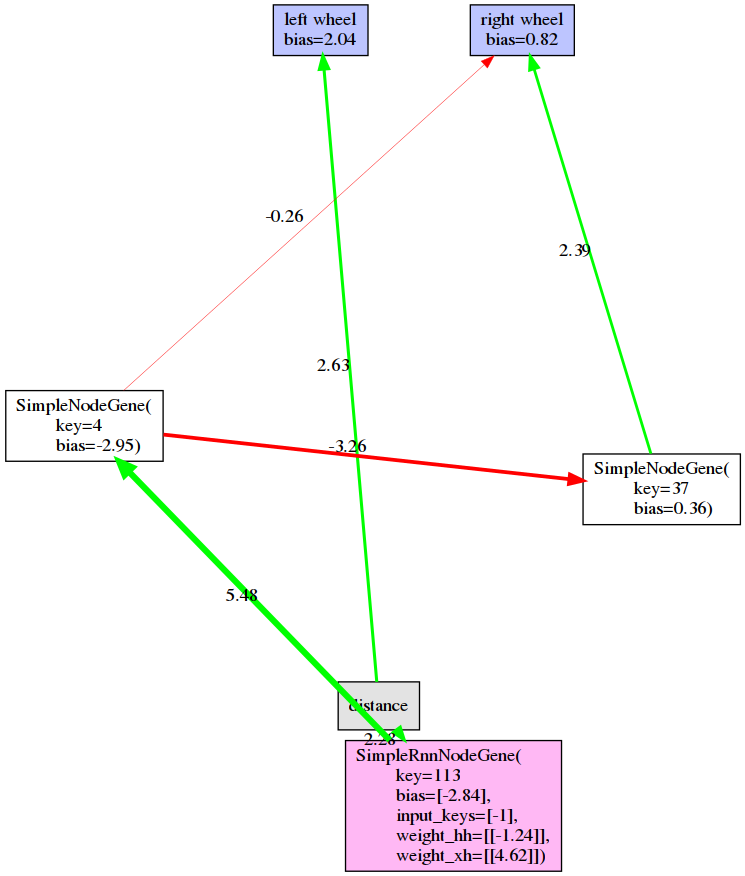 left wheel
bias=2.04
right wheel
bias=0.82
-0.26
2.39
2.63
SimpleNodeGene(
key=4
bias=-2.95)
-3.26
SimpleNodeGene(
key=37
bias=0.36)
5.48
distance
2.28
SimpleRnnNodeGene(
key=113
bias=[-2.84],
input_keys=[-1],
weight_hh=[[-1.24]],
weight_xh=[[4.62]])